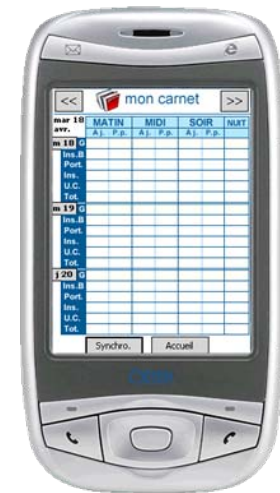 << mon carnet >>
mar 18 MATIN MIDI SOIR NUIT
avr. Aj. P.p. Aj. P.p. Aj. P.p.
m 18 G
Ins.B
Port.
Ins.
U.C.
Tot.
m 19 G
Ins.B
Port.
Ins.
U.C.
Tot.
j 20 G
Ins.B
Port.
Ins.
U.C.
Tot.
Synchro. Accueil